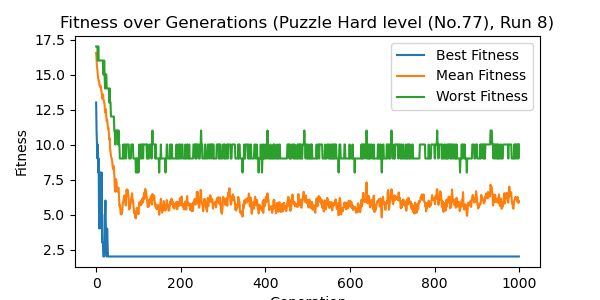 Fitness over Generations (Puzzle Hard level (No.77), Run 8)
17.5
15.0
12.5
10.0
7.5
5.0
2.5
Fitness
Best Fitness
Mean Fitness
Worst Fitness
0 200 400 600 800 1000
Generation